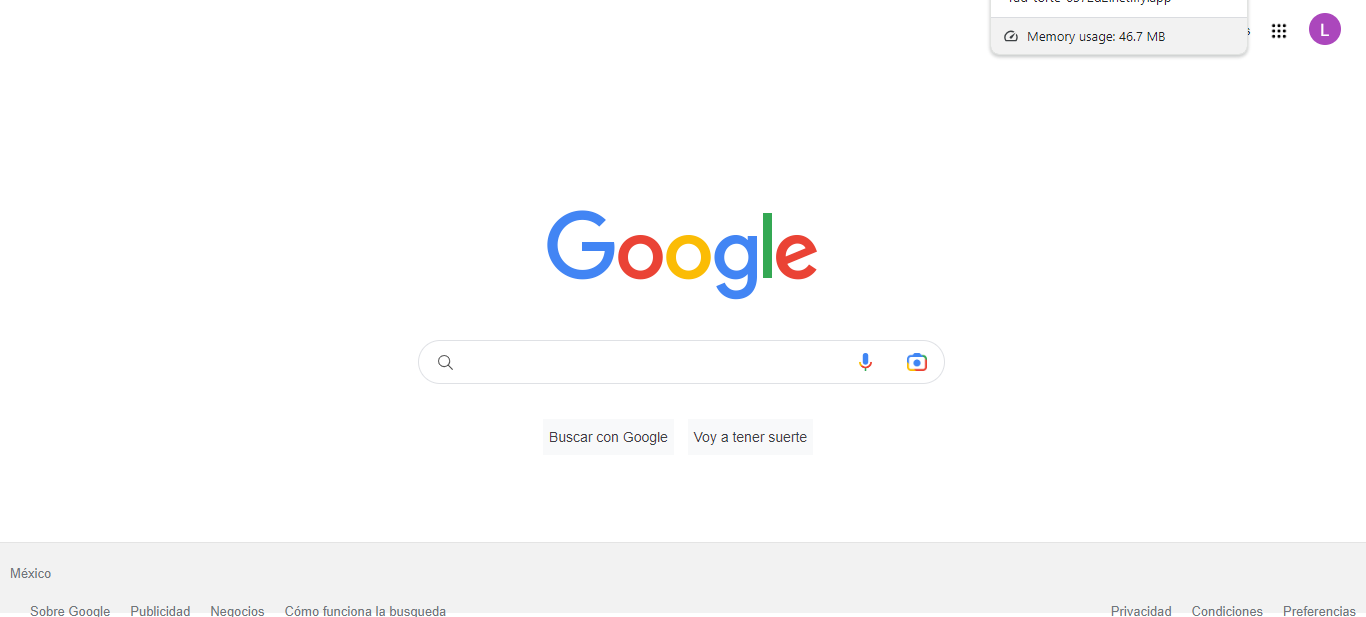 Memory usage: 46.7 MB
L
Google
Buscar con Google
Voy a tener suerte
México
Sobre Google Publicidad Negocios Cómo funciona la busqueda
Privacidad Condiciones Preferencias